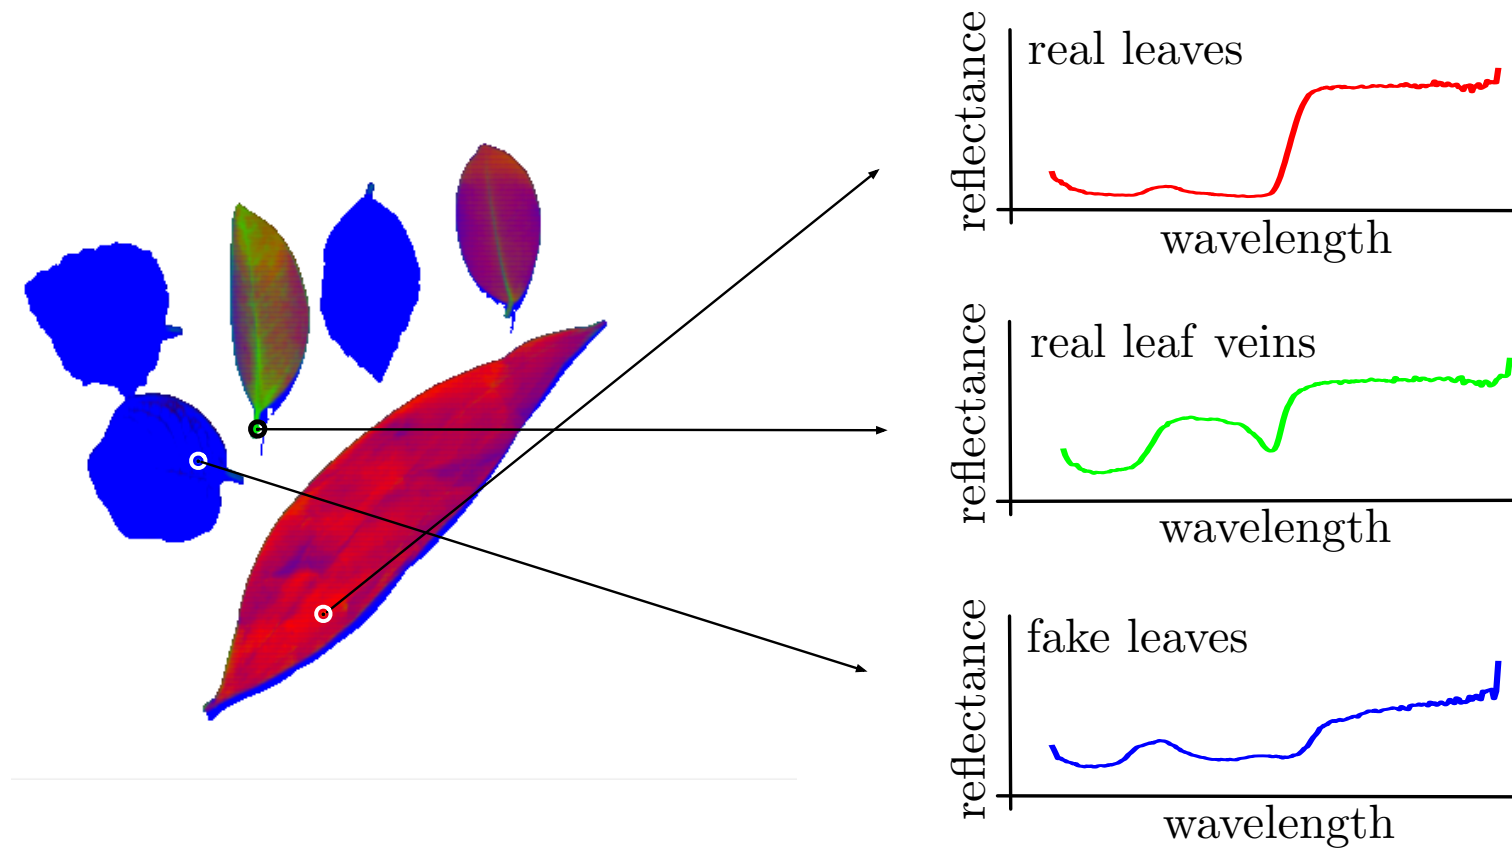 real leaves
reflectance
wavelength
real leaf veins
reflectance
wavelength
fake leaves
reflectance
wavelength